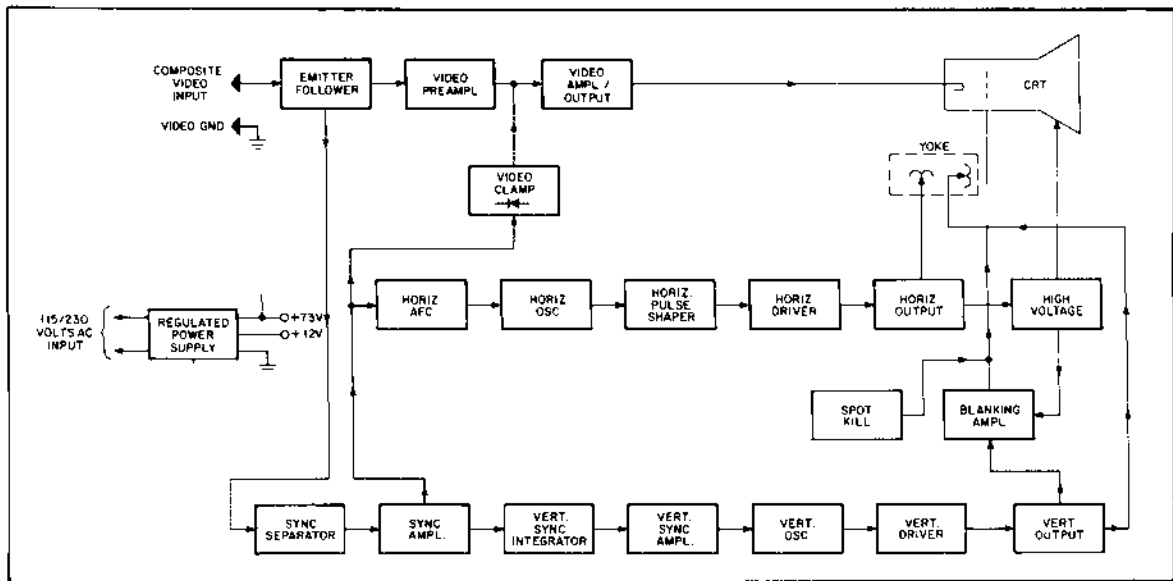 COMPOSITE
VIDEO
INPUT
EMITTER
FOLLOWER
VIDEO
PREAMPL
VIDEO
AMPL /
OUTPUT
CRT
VIDEO GND
YOKE
VIDEO
CLAMP
HORIZ
AFC
HORIZ
OSC
HORIZ.
PULSE
SHAPER
HORIZ
DRIVER
HORIZ
OUTPUT
HIGH
VOLTAGE
115/230
VOLTS AC
INPUT
REGULATED
POWER
SUPPLY
+73V
+12V
SPOT
KILL
BLANKING
AMPL
SYNC
SEPARATOR
SYNC
AMPL.
VERT.
SYNC
INTEGRATOR
VERT.
SYNC
AMPL.
VERT.
OSC
VERT.
DRIVER
VERT
OUTPUT